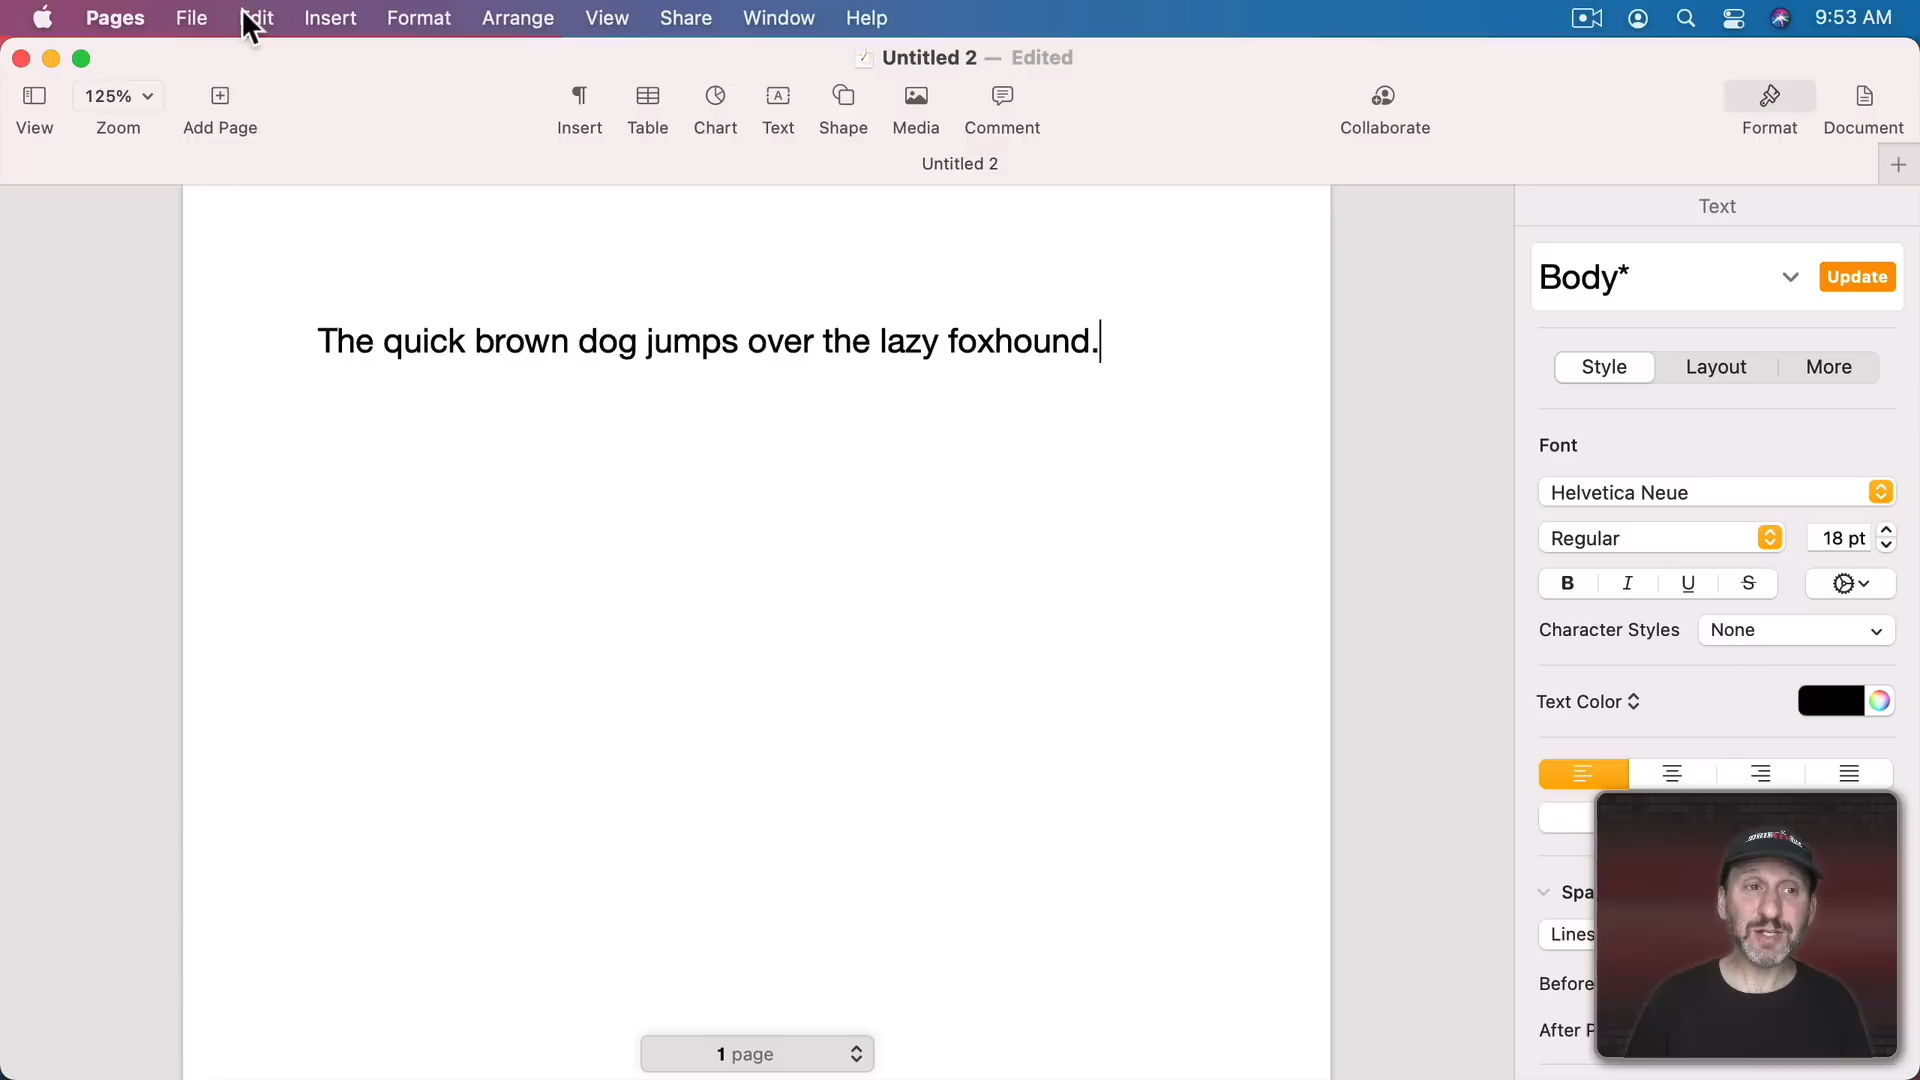 Pages File Edit Insert Format Arrange View Share Window Help 9:53 AM
Untitled 2 — Edited
125%
View Zoom Add Page Insert Table Chart Text Shape Media Comment Collaborate Format Document
Untitled 2
Text
Body* Update
The quick brown dog jumps over the lazy foxhound.
Style Layout More
Font
Helvetica Neue
Regular 18 pt
B I U S
Character Styles None
Text Color
Spa
Lines
Before
After P
1 page